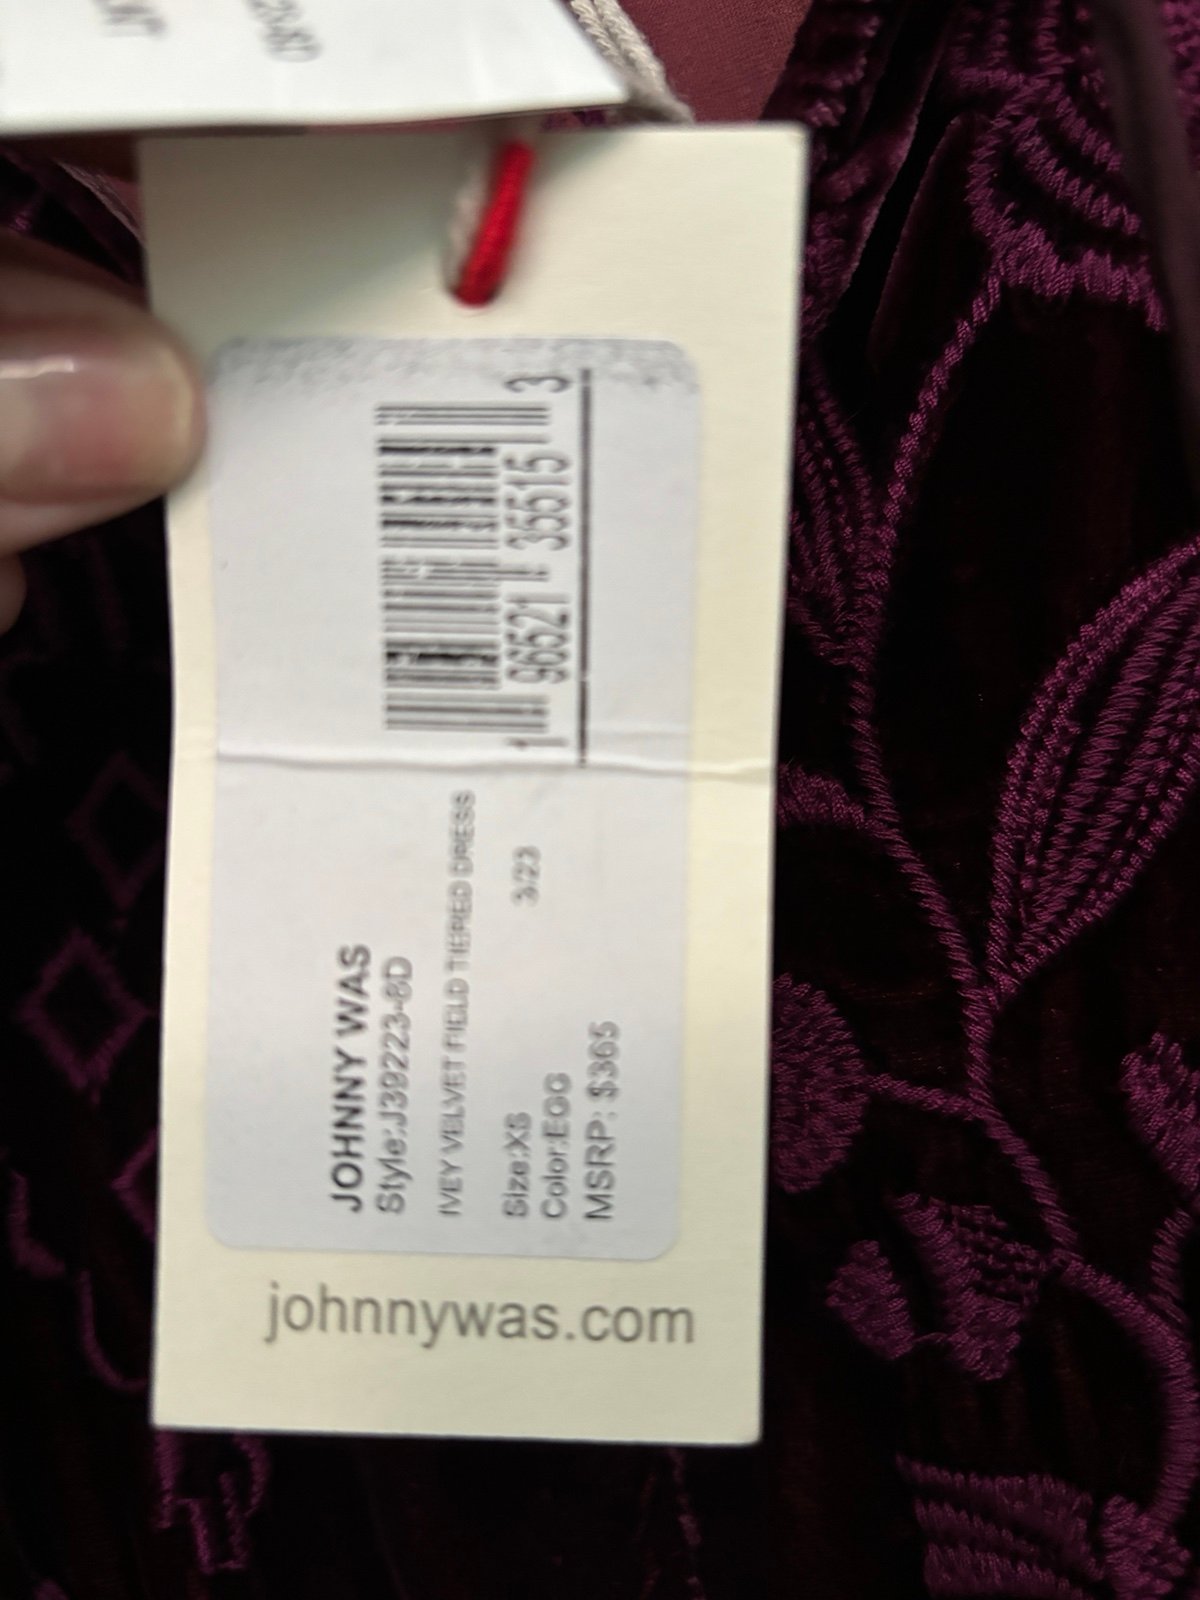 JOHNNY WAS
Style:J39223-8D
IVEY VELVET FIELD TIERED DRESS
Size:XS
3/23
Color:EGG
MSRP: $365
1 96521 35515 3
johnnywas.com